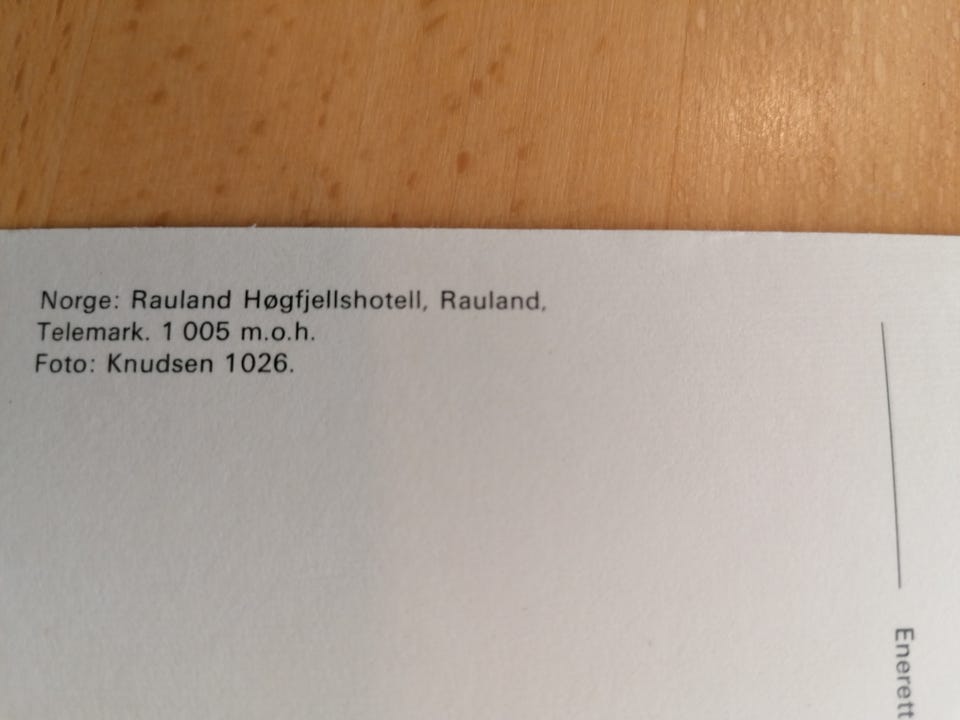 Norge: Rauland Høgfjellshotell, Rauland,
Telemark. 1 005 m.o.h.
Foto: Knudsen 1026.
Enerett